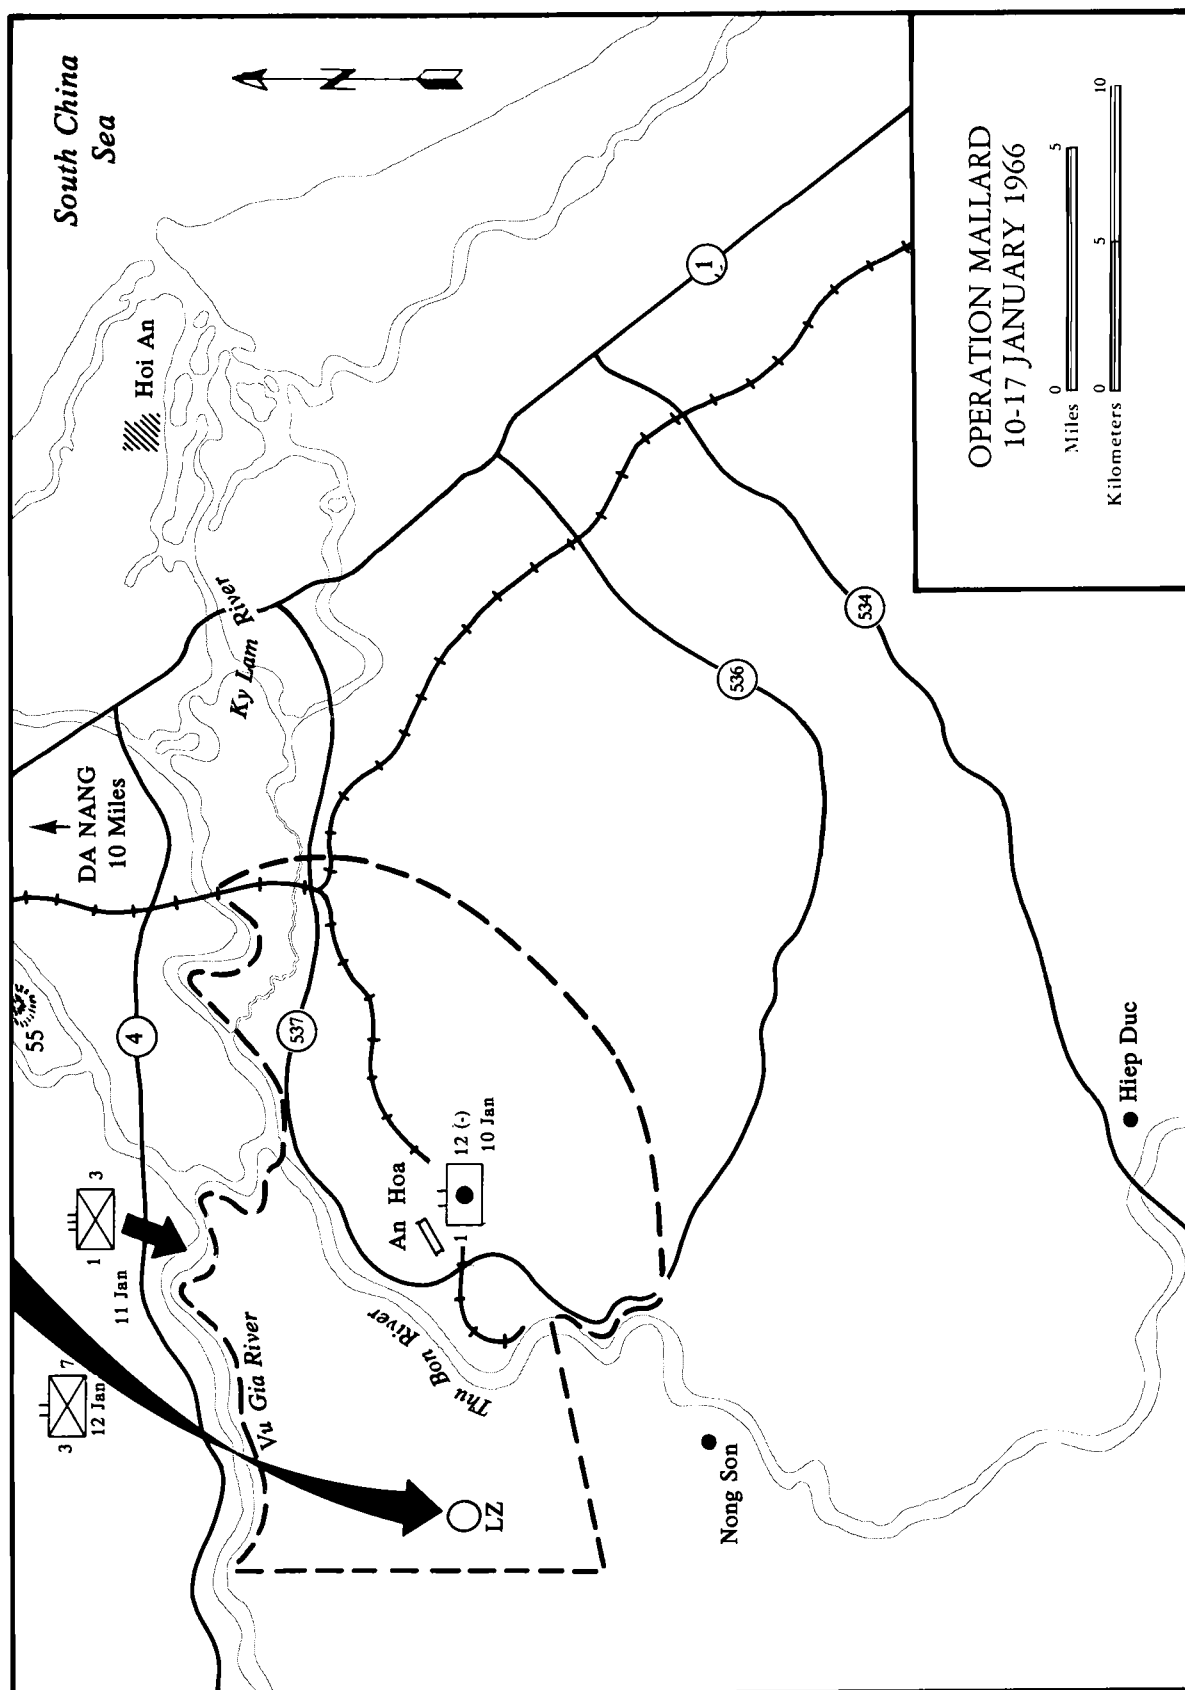 South China
Sea
N
Hoi An
DA NANG
10 Miles
Ky Lam River
55
4
1
537
536
534
1
3
11 Jan
3
7
12 Jan
Vu Gia River
Thu Bon River
An Hoa
1
12 (-)
10 Jan
LZ
Nong Son
Hiep Duc
OPERATION MALLARD
10-17 JANUARY 1966
0 5
Miles
0 5 10
Kilometers